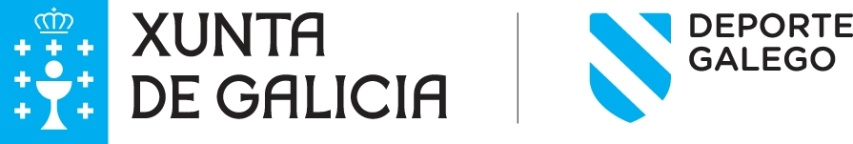 XUNTA
DE GALICIA
DEPORTE
GALEGO